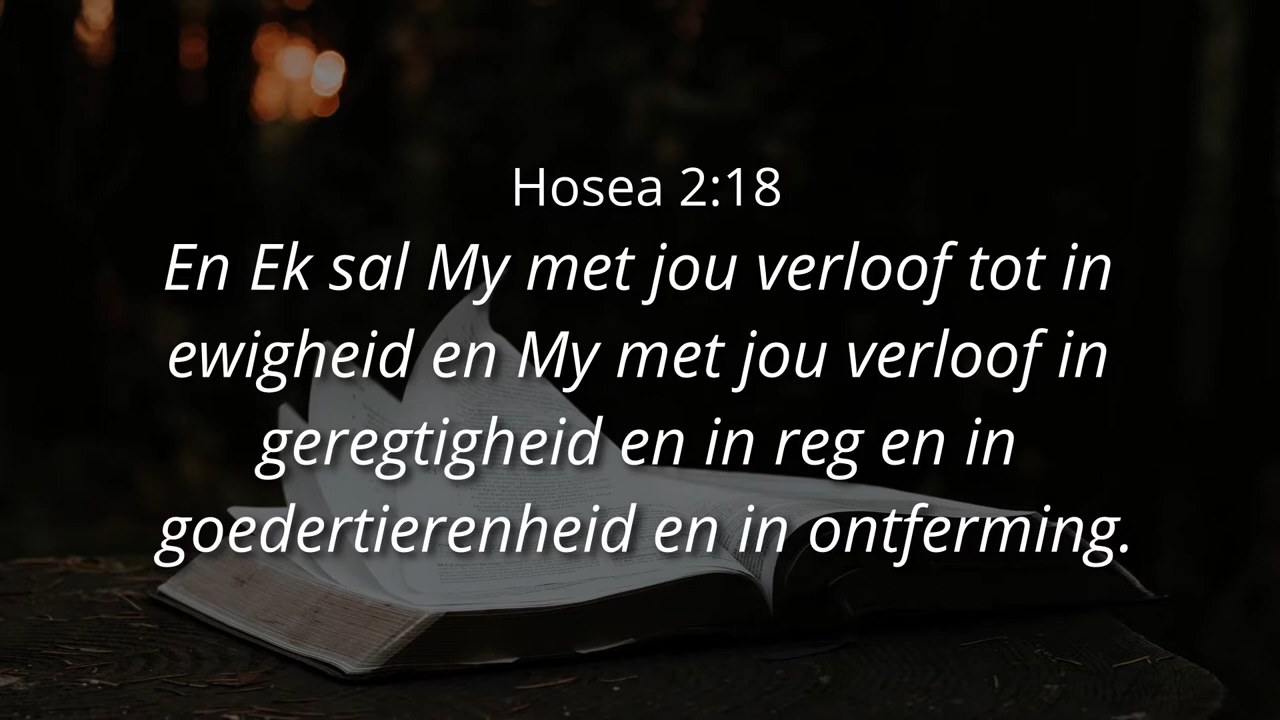 Hosea 2:18
En Ek sal My met jou verloof tot in
ewigheid en My met jou verloof in
geregtigheid en in reg en in
goedertierenheid en in ontferming.